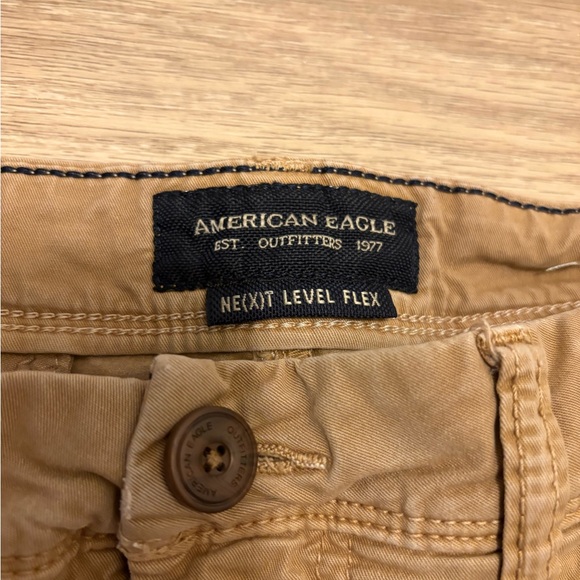 AMERICAN EAGLE
EST. OUTFITTERS 1977
NE(X)T LEVEL FLEX
AMERICAN EAGLE OUTFITTERS